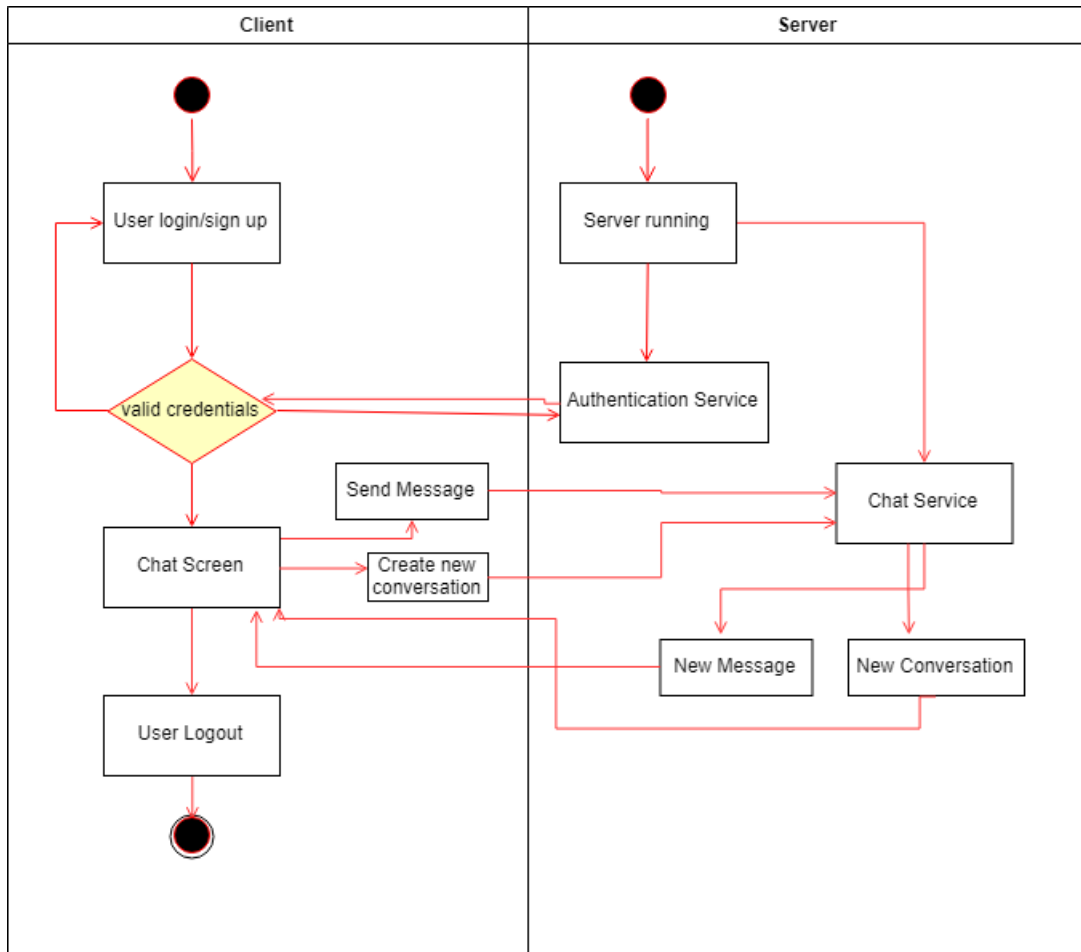 Client
Server
User login/sign up
Server running
valid credentials
Authentication Service
Send Message
Chat Service
Chat Screen
Create new
conversation
New Message
New Conversation
User Logout